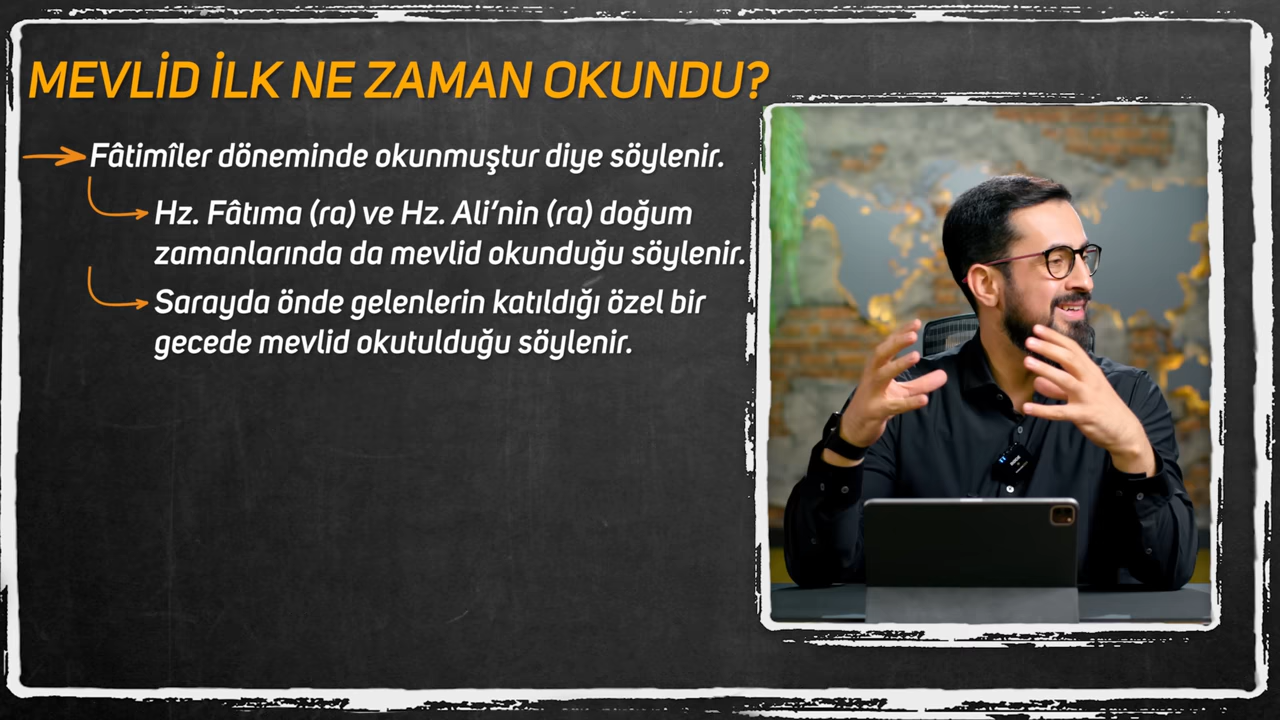 MEVLİD İLK NE ZAMAN OKUNDU?
Fâtimîler döneminde okunmuştur diye söylenir.
Hz. Fâtıma (ra) ve Hz. Ali’nin (ra) doğum
zamanlarında da mevlid okunduğu söylenir.
Sarayda önde gelenlerin katıldığı özel bir
gecede mevlid okutulduğu söylenir.